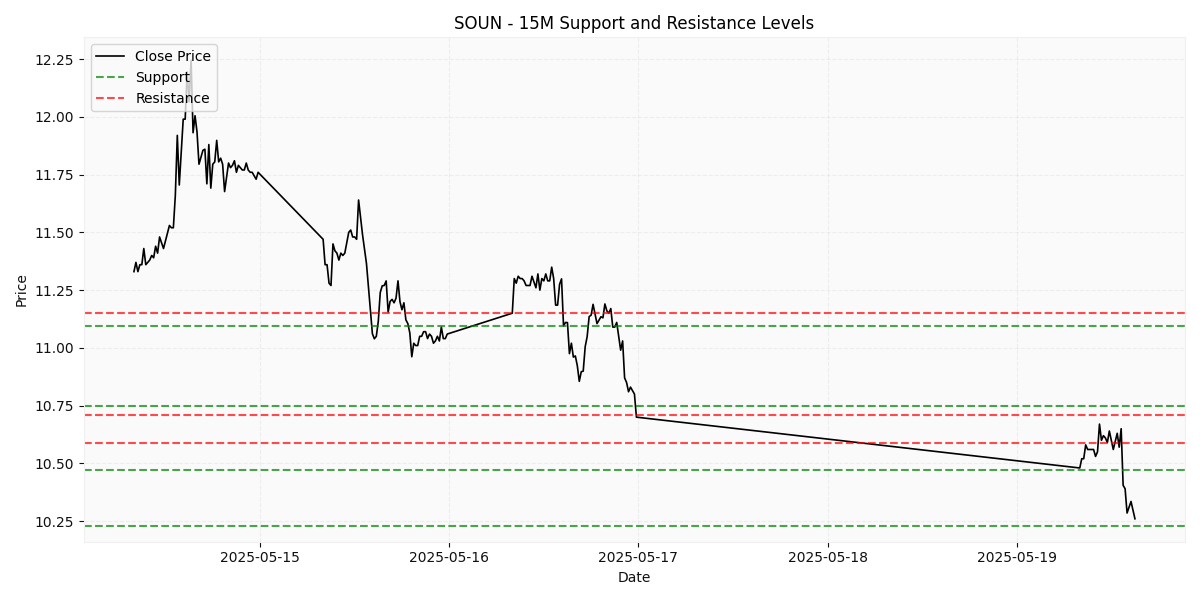 SOUN - 15M Support and Resistance Levels
Close Price
Support
Resistance
12.25
12.00
11.75
11.50
11.25
11.00
10.75
10.50
10.25
Price
2025-05-15
2025-05-16
2025-05-17
2025-05-18
2025-05-19
Date